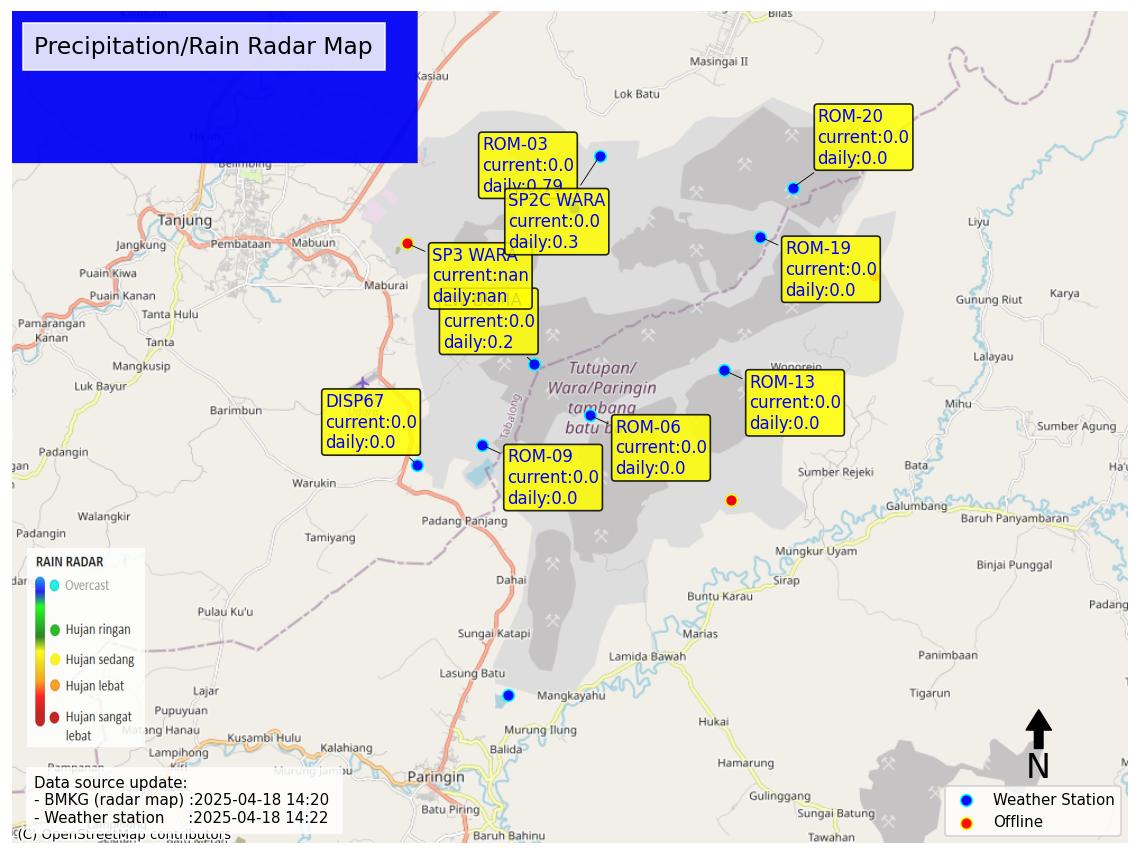 Precipitation/Rain Radar Map
Bilas
Masingai II
Kasiau
Lok Batu
Belimbing
ROM-20
current:0.0
daily:0.0
ROM-03
current:0.0
daily:0.79
SP2C WARA
current:0.0
daily:0.3
Tanjung
Jangkung
Pembataan
Mabuun
Liyu
SP3 WARA
current:nan
daily:nan
ROM-19
current:0.0
daily:0.0
Puain Kiwa
Maburai
Puain Kanan
Tanta Hulu
Gunung Riut
Karya
current:0.0
daily:0.2
Pamarangan
Kanan
Tanta
Mangkusip
Lalayau
Luk Bayur
Tutupan/
Wara/Paringin
tambang
batu b
Wonorejo
ROM-13
current:0.0
daily:0.0
Tabalong
Barimbun
DISP67
current:0.0
daily:0.0
Mihu
ROM-06
current:0.0
daily:0.0
Sumber Agung
Padangin
ROM-09
current:0.0
daily:0.0
Bata
Sumber Rejeki
Warukin
Galumbang
Walangkir
Padang Panjang
Baruh Panyambaran
Padangin
Tamiyang
Mungkur Uyam
Binjai Punggal
RAIN RADAR
Overcast
Hujan ringan
Hujan sedang
Hujan lebat
Hujan sangat
lebat
Dahai
Sirap
Buntu Karau
Padang
Pulau Ku'u
Sungai Katapi
Marias
Lamida Bawah
Panimbaan
Lasung Batu
Lajar
Mangkayahu
Tigarun
Pupuyuan
Matang Hanau
Hukai
Murung Ilung
Kusambi Hulu
Lampihong
Kalahiang
Balida
Hamarung
N
Murung Jambu
Paringin
Gulinggang
Batu Piring
Sungai Batung
Baruh Bahinu
Tawahan
Data source update:
- BMKG (radar map) :2025-04-18 14:20
- Weather station :2025-04-18 14:22
(C) OpenStreetMap contributors
Weather Station
Offline